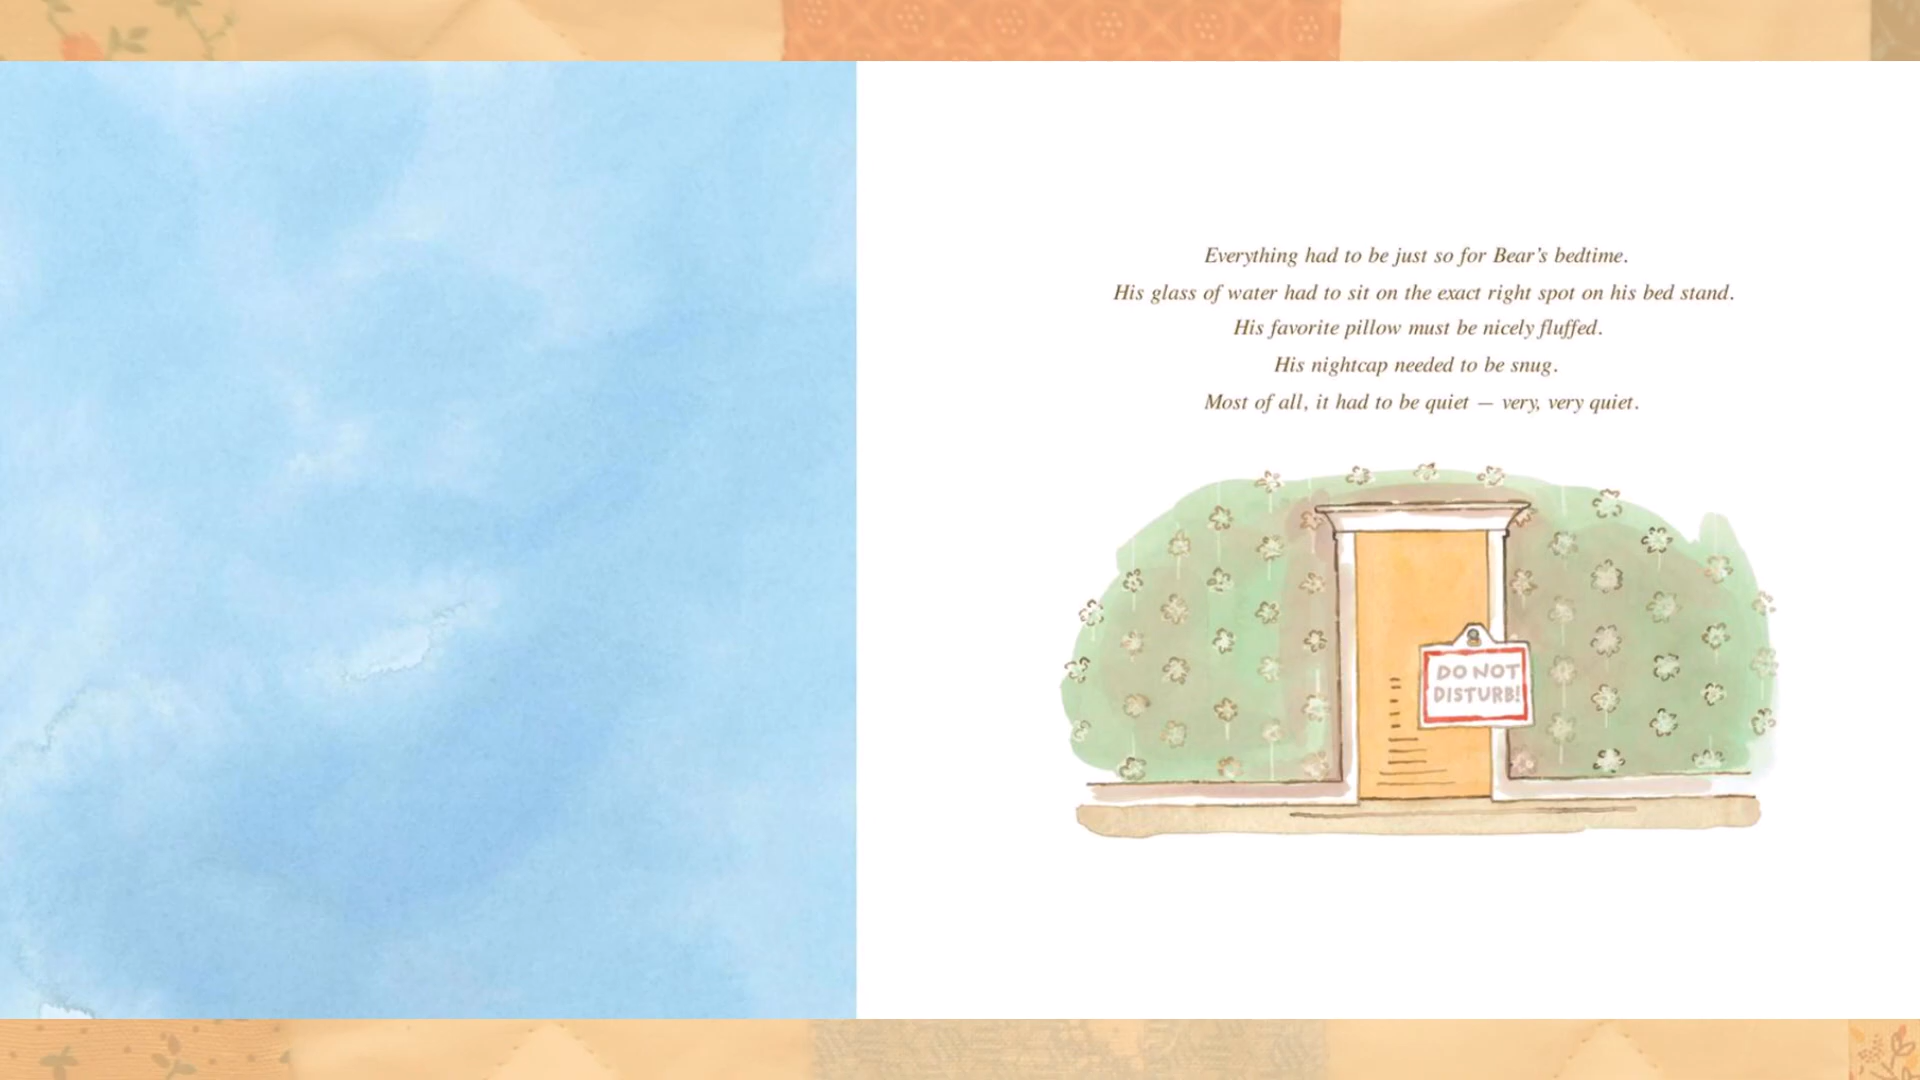 Everything had to be just so for Bear’s bedtime.
His glass of water had to sit on the exact right spot on his bed stand.
His favorite pillow must be nicely fluffed.
His nightcap needed to be snug.
Most of all, it had to be quiet — very, very quiet.
DO NOT
DISTURB!